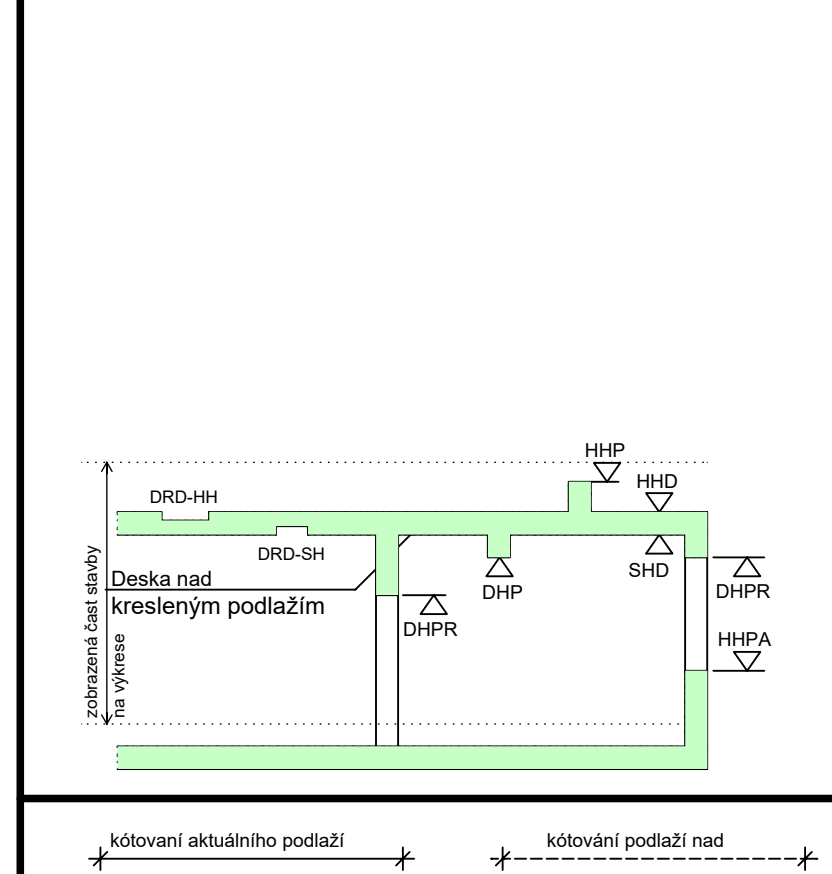 HHP
HHD
DRD-HH
DRD-SH
SHD
Deska nad
kresleným podlažím
DHP
DHPR
DHPR
HHPA
zobrazená čast stavby
na výkrese
kótovaní aktuálního podlaží
kótování podlaží nad